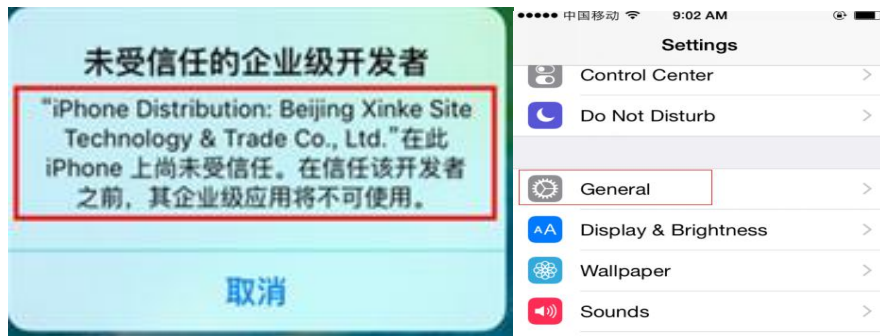 未受信任的企业级开发者
“iPhone Distribution: Beijing Xinke Site
Technology & Trade Co., Ltd.”在此
iPhone 上尚未受信任。在信任该开发者
之前，其企业级应用将不可使用。
取消
中国移动 9:02 AM
Settings
Control Center
Do Not Disturb
General
AA Display & Brightness
Wallpaper
Sounds